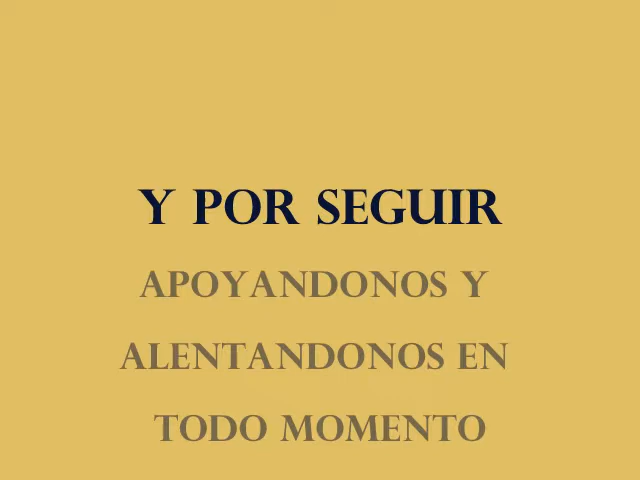 Y POR SEGUIR
APOYANDONOS Y
ALENTANDONOS EN
TODO MOMENTO